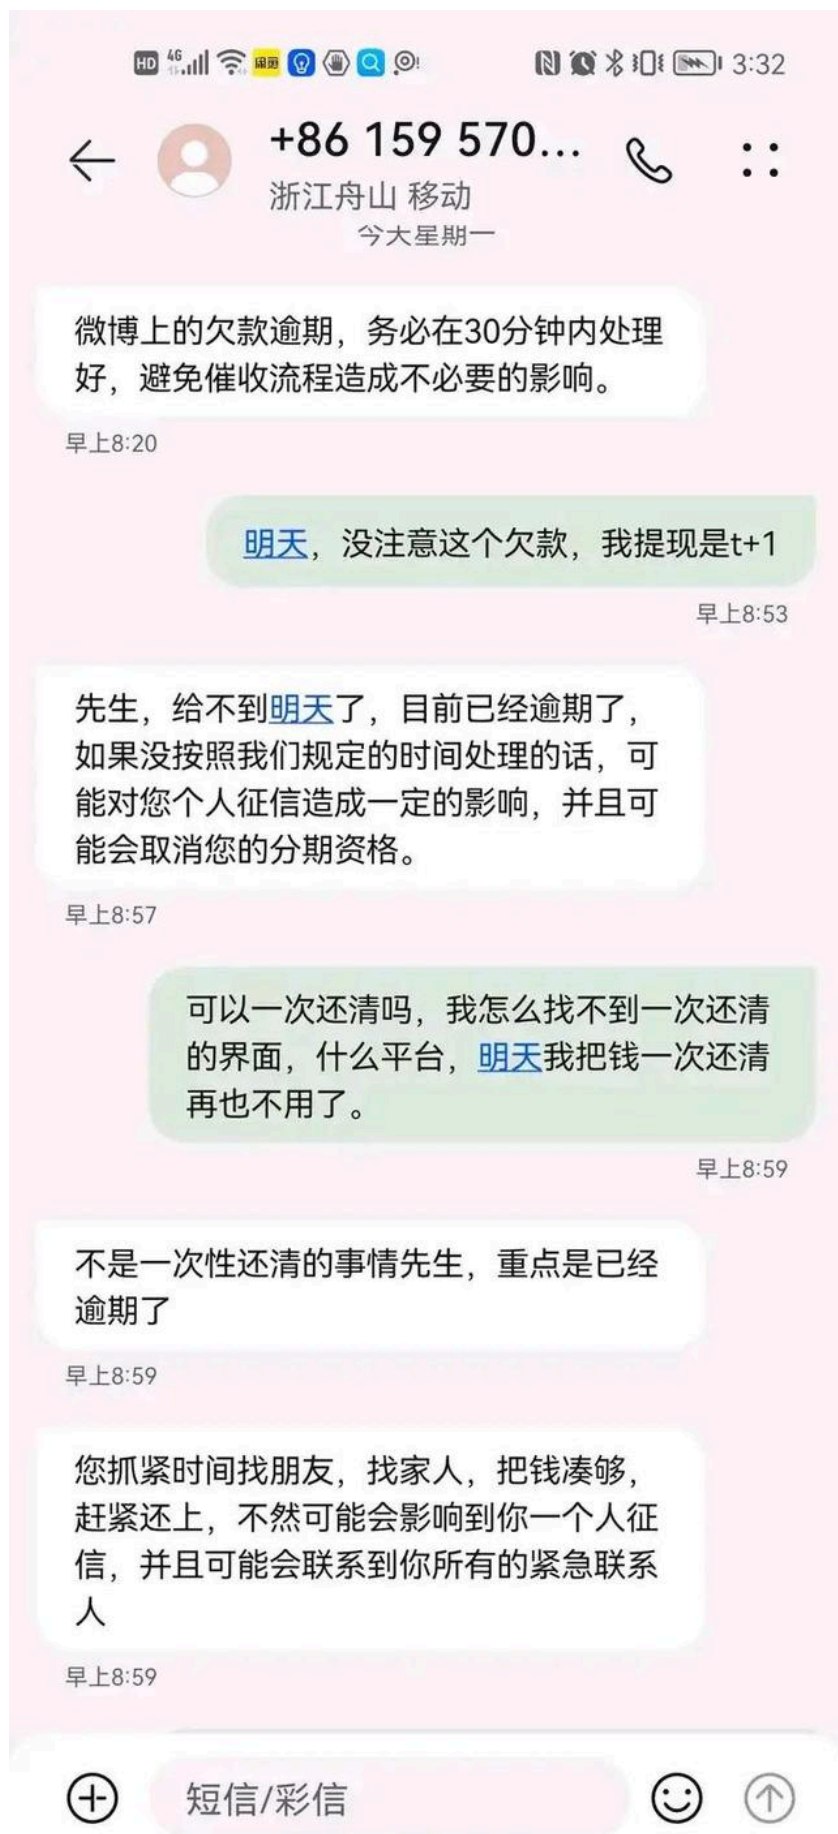 HD 4G 闲鱼 3:32
+86 159 570...
浙江舟山 移动
今天星期一
微博上的欠款逾期，务必在30分钟内处理
好，避免催收流程造成不必要的影响。
早上8:20
明天，没注意这个欠款，我提现是t+1
早上8:53
先生，给不到明天了，目前已经逾期了，
如果没按照我们规定的时间处理的话，可
能对您个人征信造成一定的影响，并且可
能会取消您的分期资格。
早上8:57
可以一次还清吗，我怎么找不到一次还清
的界面，什么平台，明天我把钱一次还清
再也不用了。
早上8:59
不是一次性还清的事情先生，重点是已经
逾期了
早上8:59
您抓紧时间找朋友，找家人，把钱凑够，
赶紧还上，不然可能会影响到你一个人征
信，并且可能会联系到你所有的紧急联系
人
早上8:59
短信/彩信